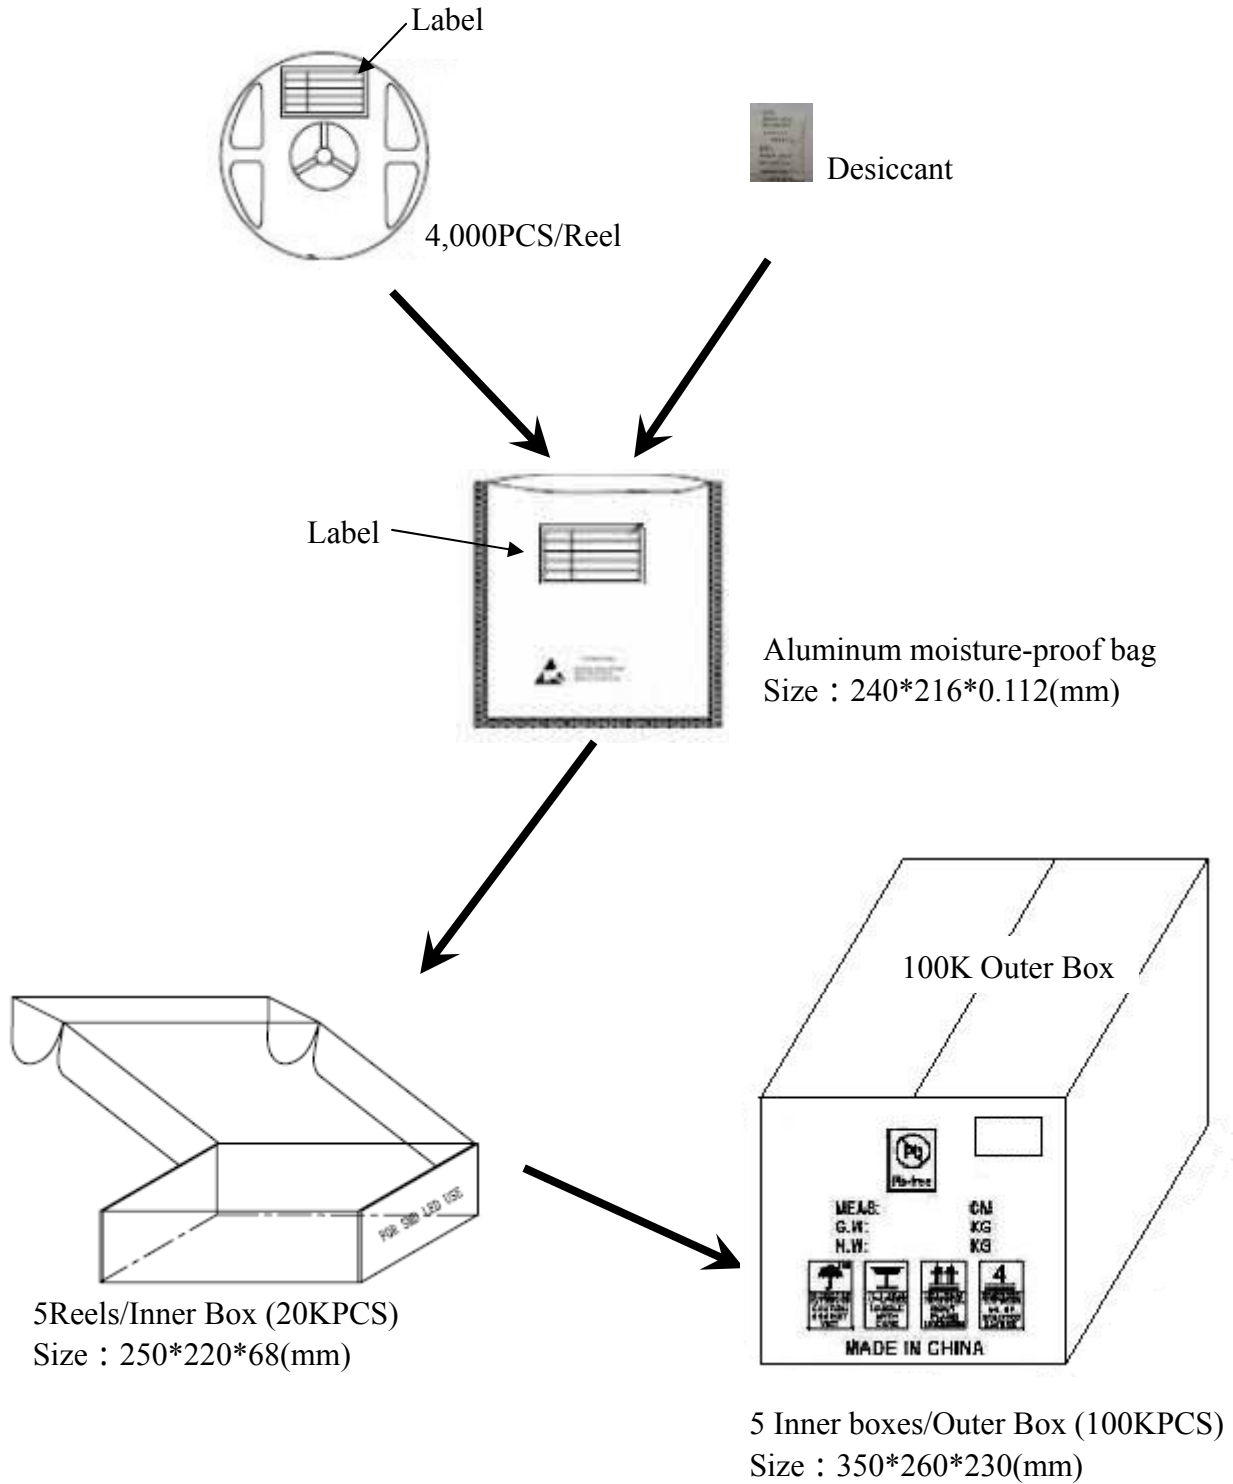 Label
Desiccant
4,000PCS/Reel
Label
Aluminum moisture-proof bag
Size：240*216*0.112(mm)
100K Outer Box
Pb
Pb-free
MEAS: CM
G.W: KG
N.W: KG
4
MADE IN CHINA
FOR SMD LED USE
5Reels/Inner Box (20KPCS)
Size：250*220*68(mm)
5 Inner boxes/Outer Box (100KPCS)
Size：350*260*230(mm)